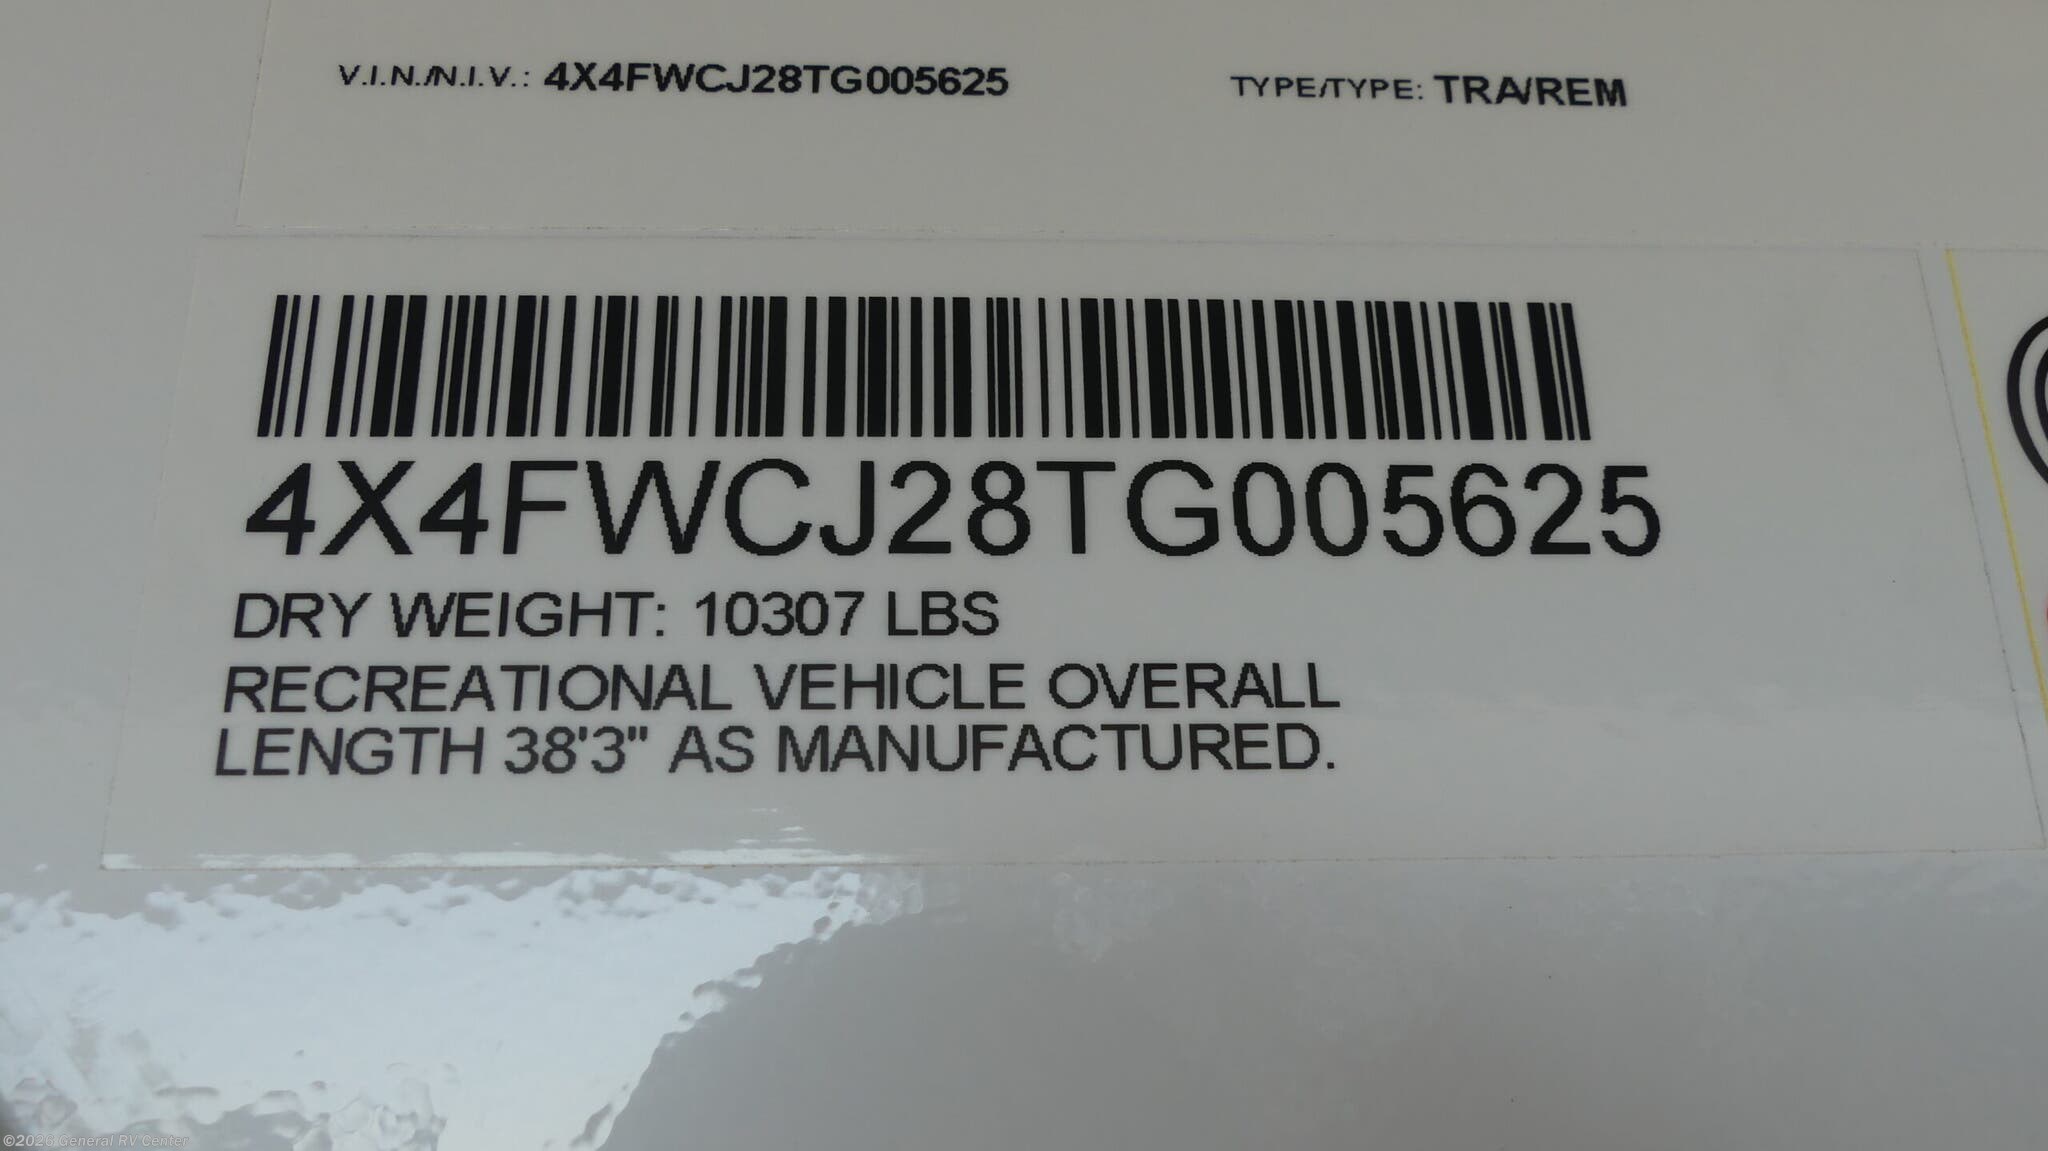 V.I.N./N.I.V.: 4X4FWCJ28TG005625 TYPE/TYPE: TRA/REM
4X4FWCJ28TG005625
DRY WEIGHT: 10307 LBS
RECREATIONAL VEHICLE OVERALL
LENGTH 38'3" AS MANUFACTURED.
©2026 General RV Center